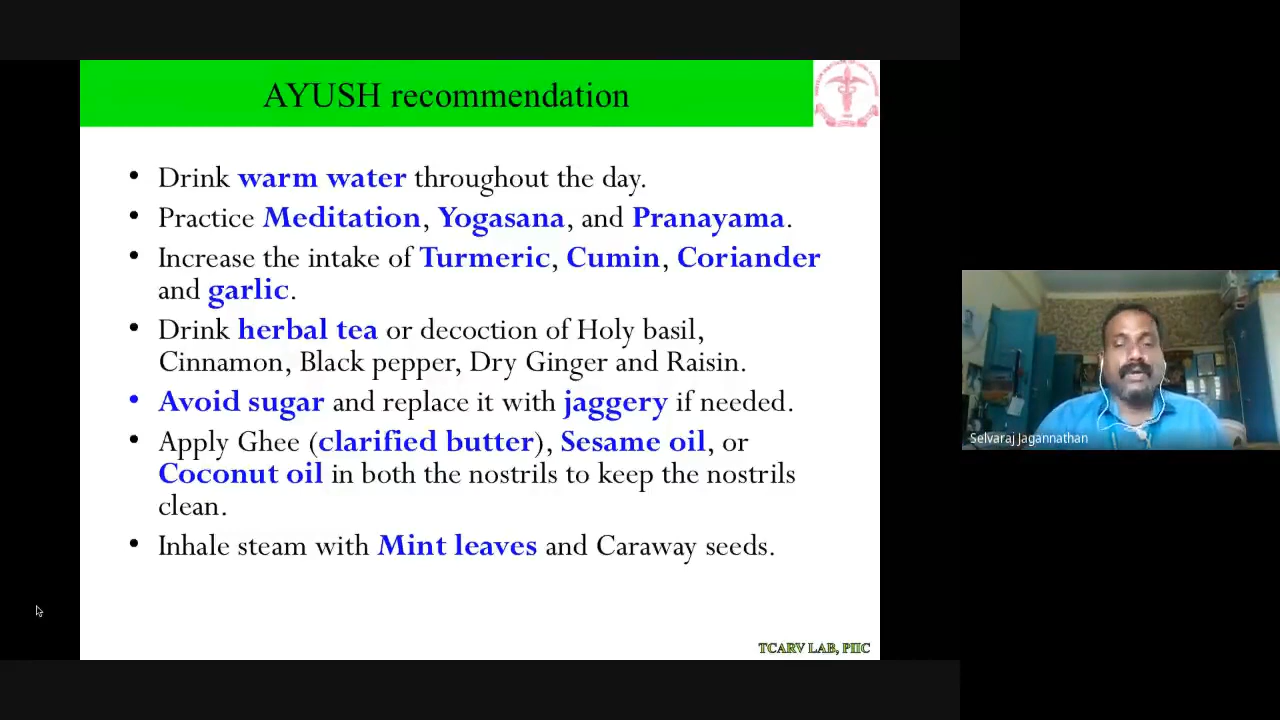 AYUSH recommendation
• Drink warm water throughout the day.
• Practice Meditation, Yogasana, and Pranayama.
• Increase the intake of Turmeric, Cumin, Coriander
and garlic.
• Drink herbal tea or decoction of Holy basil,
Cinnamon, Black pepper, Dry Ginger and Raisin.
• Avoid sugar and replace it with jaggery if needed.
• Apply Ghee (clarified butter), Sesame oil, or
Coconut oil in both the nostrils to keep the nostrils
clean.
• Inhale steam with Mint leaves and Caraway seeds.
TCARV LAB, PIIC
Selvaraj Jagannathan